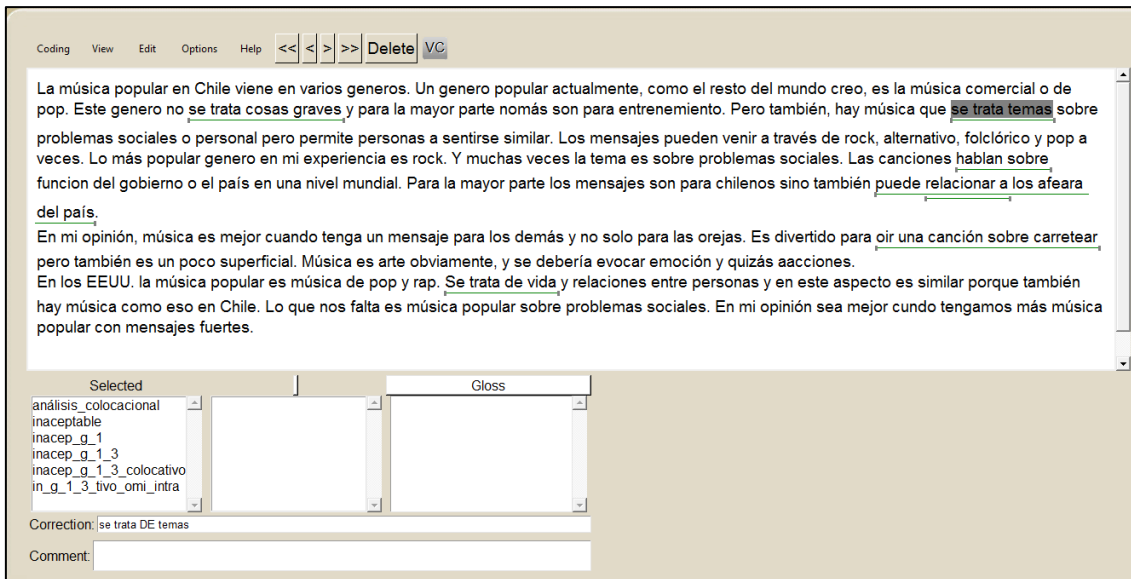 Coding View Edit Options Help << < > >> Delete VC
La música popular en Chile viene en varios generos. Un genero popular actualmente, como el resto del mundo creo, es la música comercial o de
pop. Este genero no se trata cosas graves y para la mayor parte nomás son para entrenemiento. Pero también, hay música que se trata temas sobre
problemas sociales o personal pero permite personas a sentirse similar. Los mensajes pueden venir a través de rock, alternativo, folclórico y pop a
veces. Lo más popular genero en mi experiencia es rock. Y muchas veces la tema es sobre problemas sociales. Las canciones hablan sobre
funcion del gobierno o el país en una nivel mundial. Para la mayor parte los mensajes son para chilenos sino también puede relacionar a los afeara
del país.
En mi opinión, música es mejor cuando tenga un mensaje para los demás y no solo para las orejas. Es divertido para oir una canción sobre carretear
pero también es un poco superficial. Música es arte obviamente, y se debería evocar emoción y quizás aacciones.
En los EEUU. la música popular es música de pop y rap. Se trata de vida y relaciones entre personas y en este aspecto es similar porque también
hay música como eso en Chile. Lo que nos falta es música popular sobre problemas sociales. En mi opinión sea mejor cundo tengamos más música
popular con mensajes fuertes.
Selected Gloss
análisis_colocacional
inaceptable
inacep_g_1
inacep_g_1_3
inacep_g_1_3_colocativo
in_g_1_3_tivo_omi_intra
Correction: se trata DE temas
Comment: